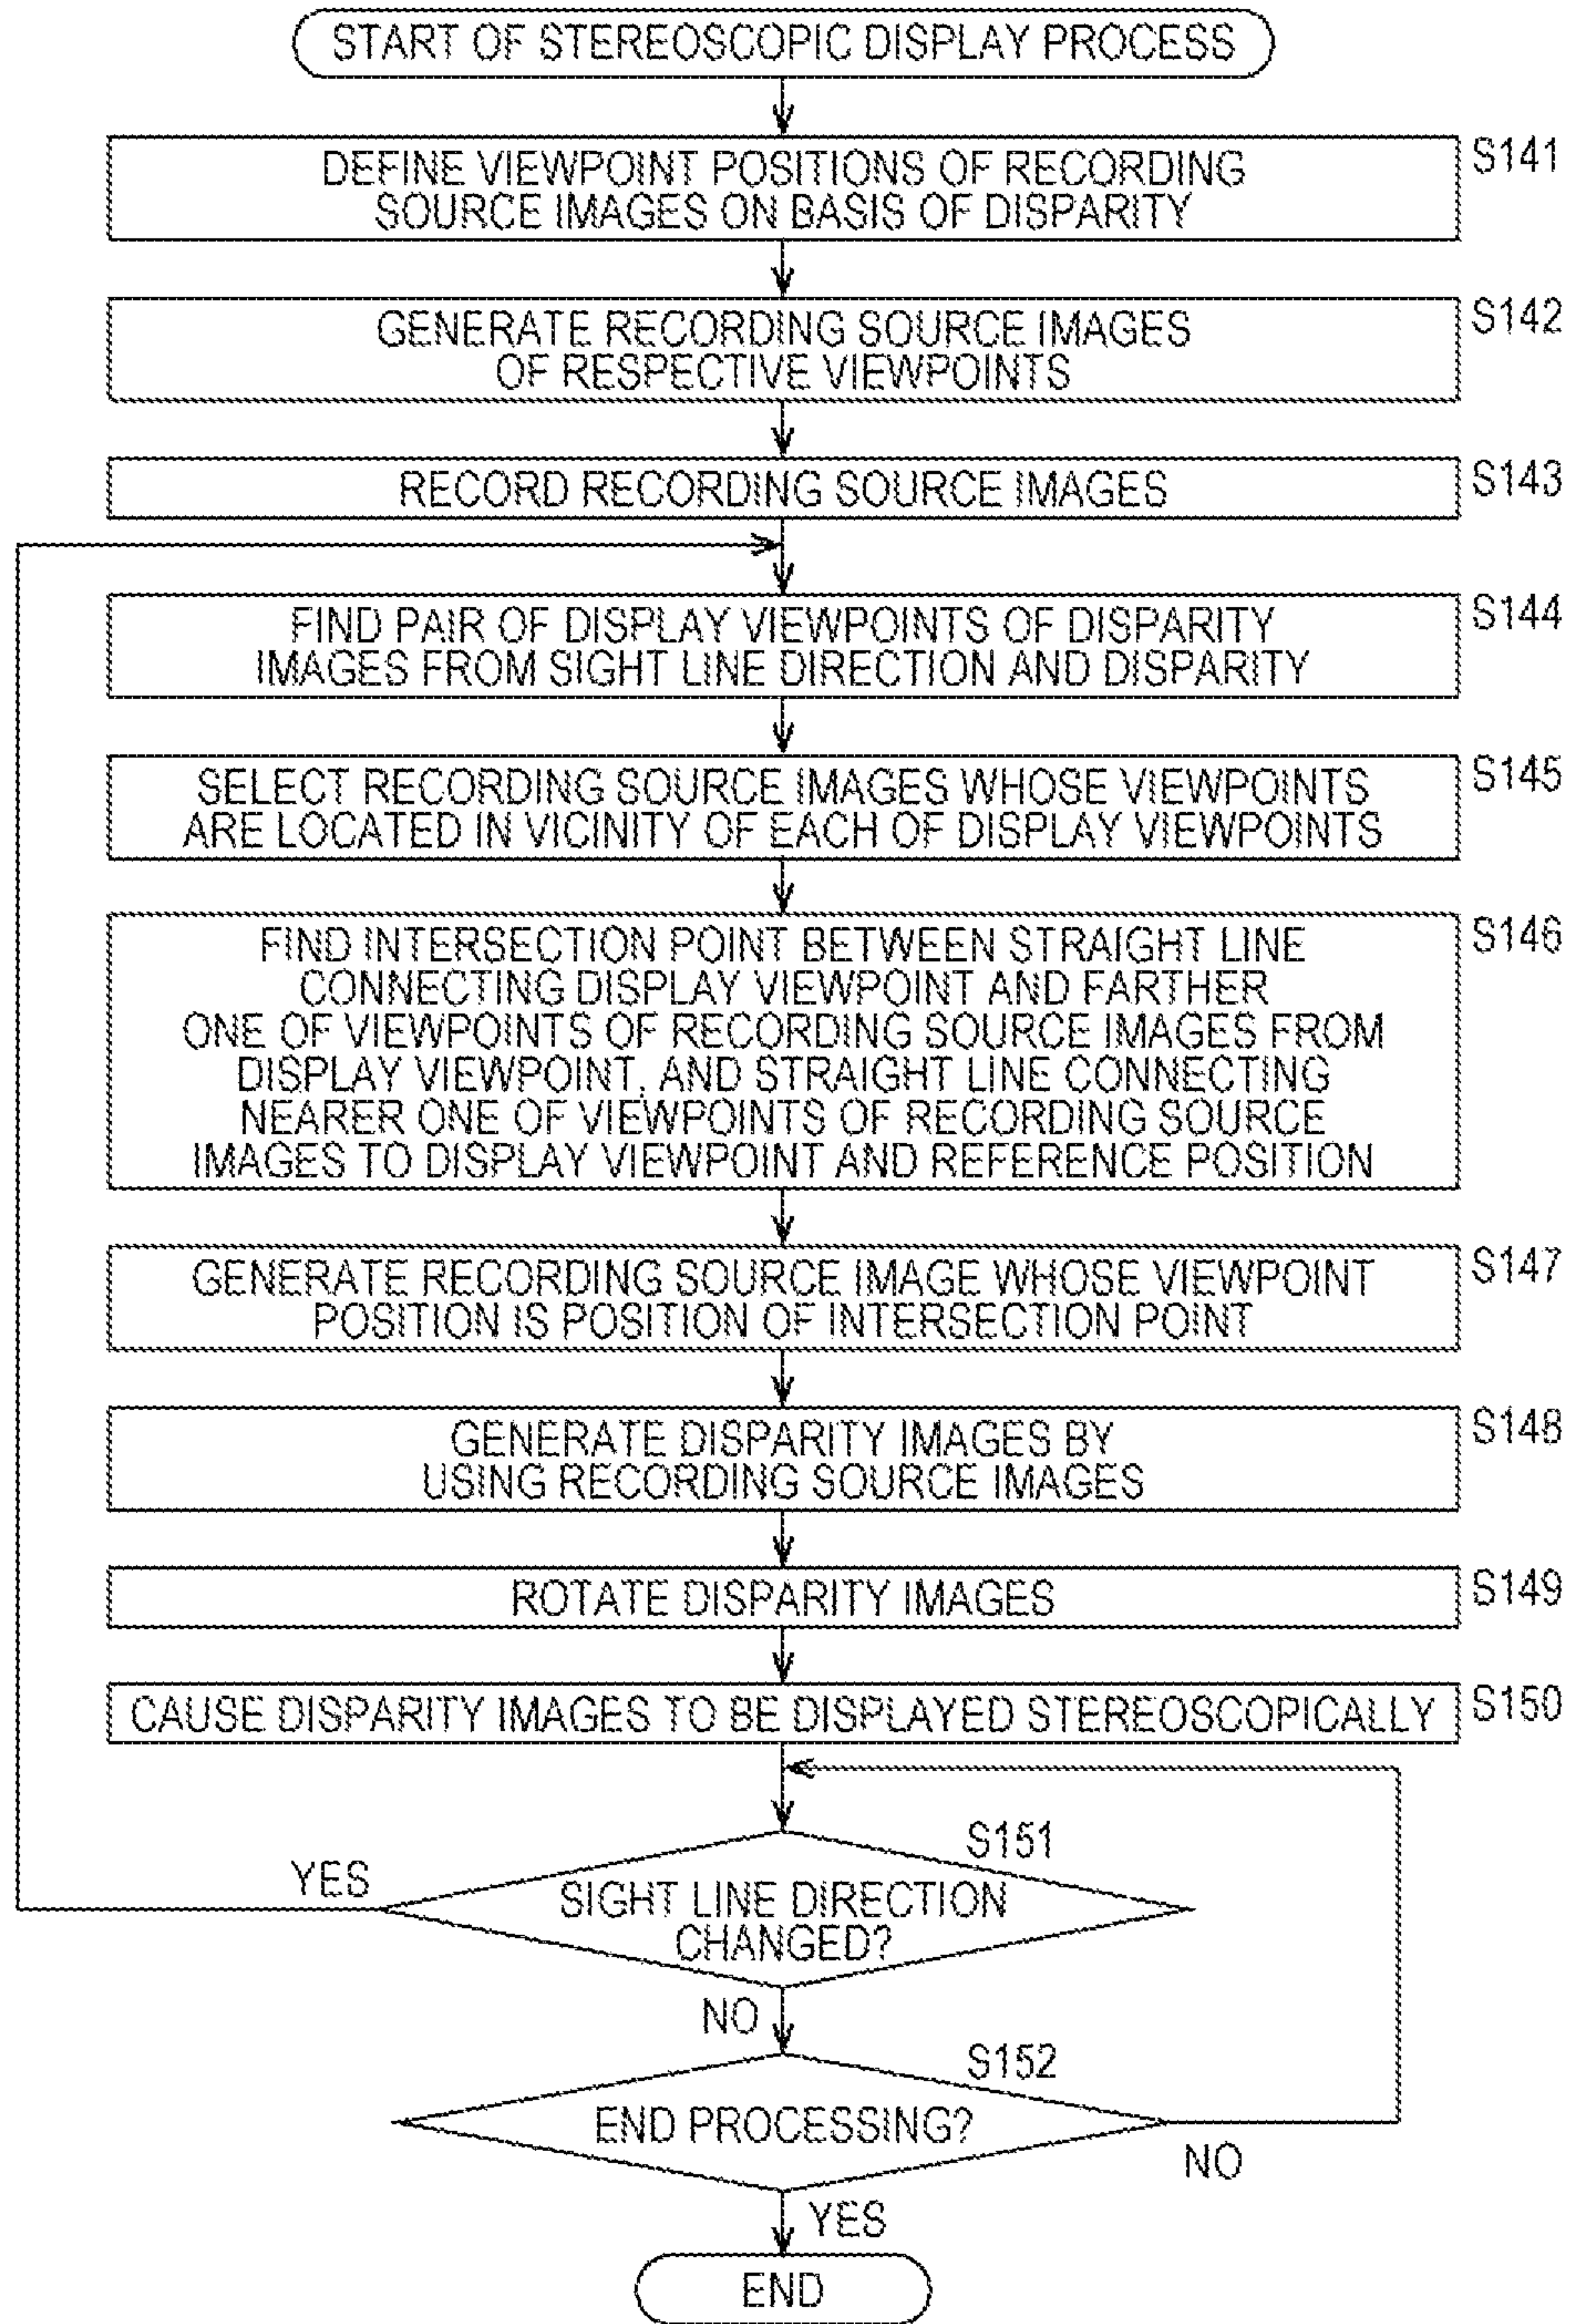 START OF STEREOSCOPIC DISPLAY PROCESS
DEFINE VIEWPOINT POSITIONS OF RECORDING
SOURCE IMAGES ON BASIS OF DISPARITY
S141
GENERATE RECORDING SOURCE IMAGES
OF RESPECTIVE VIEWPOINTS
S142
RECORD RECORDING SOURCE IMAGES
S143
FIND PAIR OF DISPLAY VIEWPOINTS OF DISPARITY
IMAGES FROM SIGHT LINE DIRECTION AND DISPARITY
S144
SELECT RECORDING SOURCE IMAGES WHOSE VIEWPOINTS
ARE LOCATED IN VICINITY OF EACH OF DISPLAY VIEWPOINTS
S145
FIND INTERSECTION POINT BETWEEN STRAIGHT LINE
CONNECTING DISPLAY VIEWPOINT AND FARTHER
ONE OF VIEWPOINTS OF RECORDING SOURCE IMAGES FROM
DISPLAY VIEWPOINT, AND STRAIGHT LINE CONNECTING
NEARER ONE OF VIEWPOINTS OF RECORDING SOURCE
IMAGES TO DISPLAY VIEWPOINT AND REFERENCE POSITION
S146
GENERATE RECORDING SOURCE IMAGE WHOSE VIEWPOINT
POSITION IS POSITION OF INTERSECTION POINT
S147
GENERATE DISPARITY IMAGES BY
USING RECORDING SOURCE IMAGES
S148
ROTATE DISPARITY IMAGES
S149
CAUSE DISPARITY IMAGES TO BE DISPLAYED STEREOSCOPICALLY
S150
S151
YES
SIGHT LINE DIRECTION
CHANGED?
NO
S152
END PROCESSING?
NO
YES
END